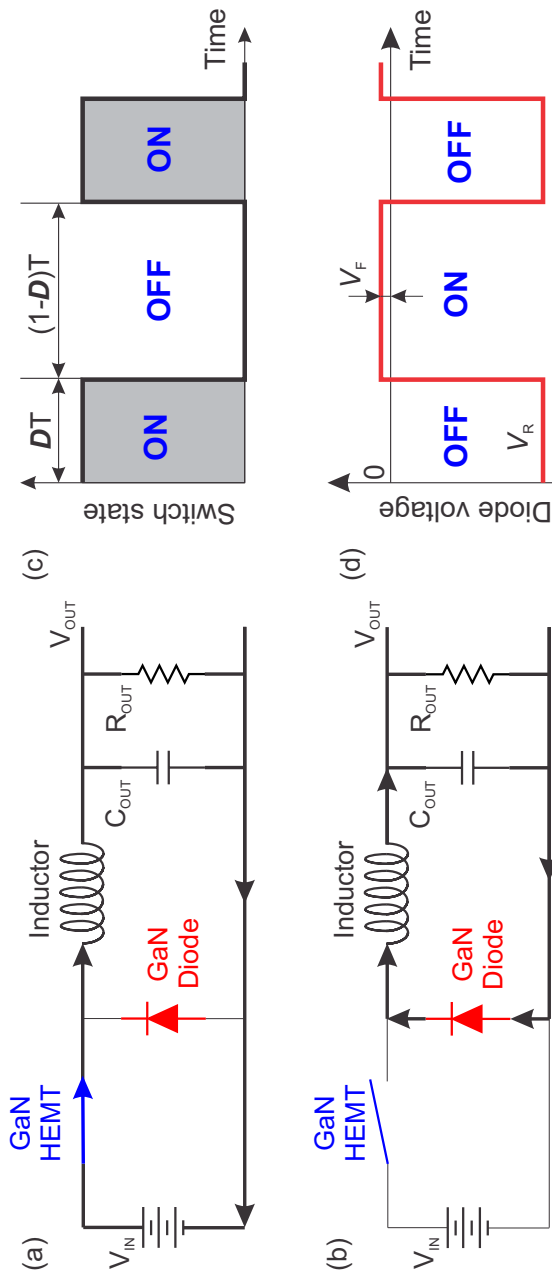 (a)
GaN
HEMT
Inductor
V_IN
GaN
Diode
C_OUT
R_OUT
V_OUT
(b)
GaN
HEMT
Inductor
V_IN
GaN
Diode
C_OUT
R_OUT
V_OUT
(c)
Switch state
DT
(1-D)T
ON
OFF
ON
Time
(d)
Diode voltage
0
V_F
OFF
ON
OFF
V_R
Time